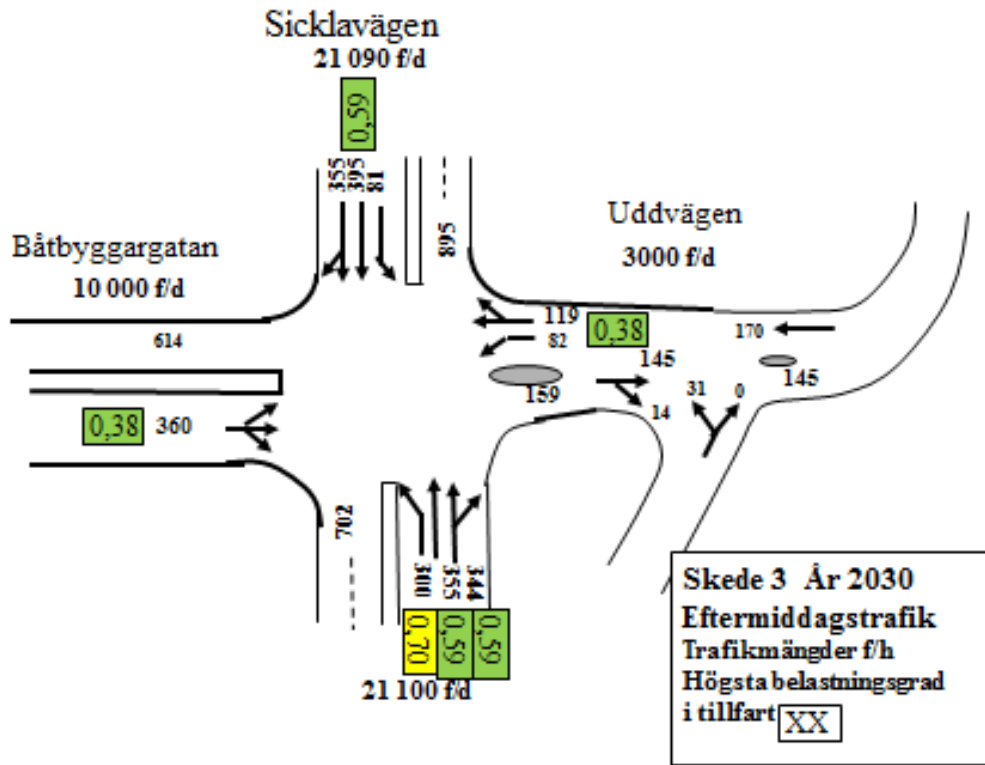 Sicklavägen
21 090 f/d
0,59
355
395
81
895
Uddvägen
3000 f/d
Båtbyggargatan
10 000 f/d
614
119
82
0,38
170
145
145
159
31
0
14
0,38
360
702
300
355
344
0,70
0,59
0,59
21 100 f/d
Skede 3 År 2030
Eftermiddagstrafik
Trafikmängder f/h
Högsta belastningsgrad
i tillfart XX